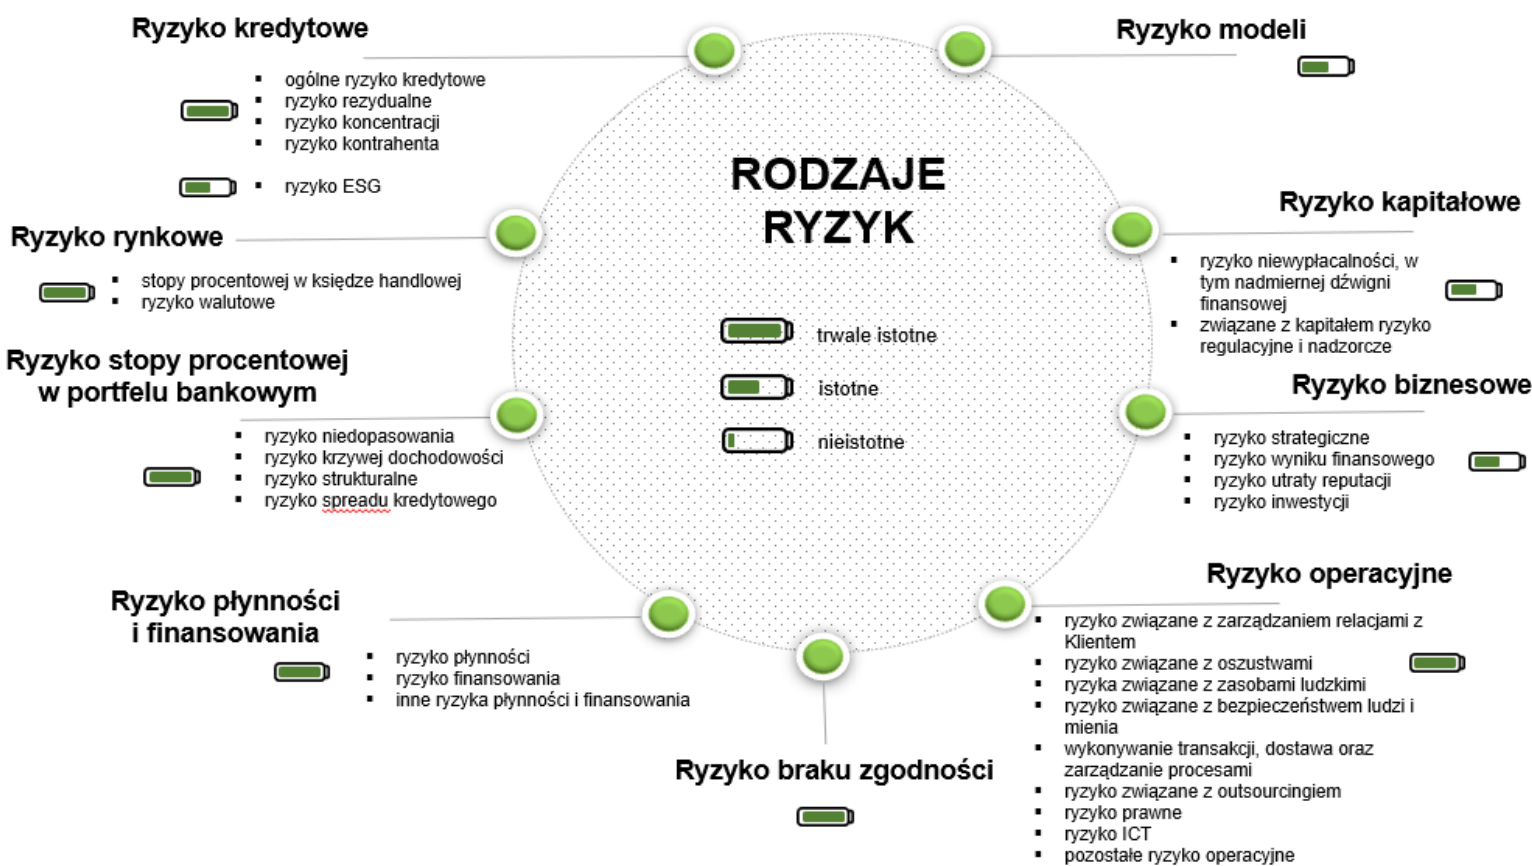 Ryzyko kredytowe
▪ ogólne ryzyko kredytowe
▪ ryzyko rezydualne
▪ ryzyko koncentracji
▪ ryzyko kontrahenta
▪ ryzyko ESG
Ryzyko rynkowe
▪ stopy procentowej w księdze handlowej
▪ ryzyko walutowe
Ryzyko stopy procentowej
w portfelu bankowym
▪ ryzyko niedopasowania
▪ ryzyko krzywej dochodowości
▪ ryzyko strukturalne
▪ ryzyko spreadu kredytowego
Ryzyko płynności
i finansowania
▪ ryzyko płynności
▪ ryzyko finansowania
▪ inne ryzyka płynności i finansowania
RODZAJE
RYZYK
trwale istotne
istotne
nieistotne
Ryzyko braku zgodności
Ryzyko modeli
Ryzyko kapitałowe
▪ ryzyko niewypłacalności, w
tym nadmiernej dźwigni
finansowej
▪ związane z kapitałem ryzyko
regulacyjne i nadzorcze
Ryzyko biznesowe
▪ ryzyko strategiczne
▪ ryzyko wyniku finansowego
▪ ryzyko utraty reputacji
▪ ryzyko inwestycji
Ryzyko operacyjne
▪ ryzyko związane z zarządzaniem relacjami z
Klientem
▪ ryzyko związane z oszustwami
▪ ryzyka związane z zasobami ludzkimi
▪ ryzyko związane z bezpieczeństwem ludzi i
mienia
▪ wykonywanie transakcji, dostawa oraz
zarządzanie procesami
▪ ryzyko związane z outsourcingiem
▪ ryzyko prawne
▪ ryzyko ICT
▪ pozostałe ryzyko operacyjne